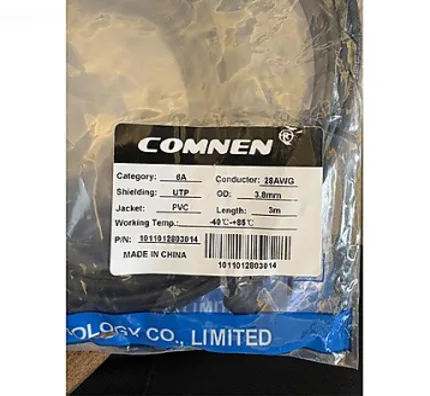 COMNEN ®
Category: 6A Conductor: 28AWG
Shielding: UTP OD: 3.8mm
Jacket: PVC Length: 3m
Working Temp.: -40℃-+85℃
P/N: 1011012803014
MADE IN CHINA
1011012803014
OLOGY CO., LIMITED